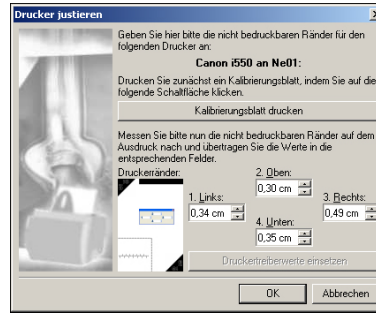 Drucker justieren
Geben Sie hier bitte die nicht bedruckbaren Ränder für den
folgenden Drucker an:
Canon i550 an Ne01:
Drucken Sie zunächst ein Kalibrierungsblatt, indem Sie auf die
folgende Schaltfläche klicken.
Kalibrierungsblatt drucken
Messen Sie bitte nun die nicht bedruckbaren Ränder auf dem
Ausdruck nach und übertragen Sie die Werte in die
entsprechenden Felder.
Druckerränder:
2. Oben:
0,30 cm
1. Links:
3. Rechts:
0,34 cm
0,49 cm
4. Unten:
0,35 cm
Druckertreiberwerte einsetzen
OK
Abbrechen